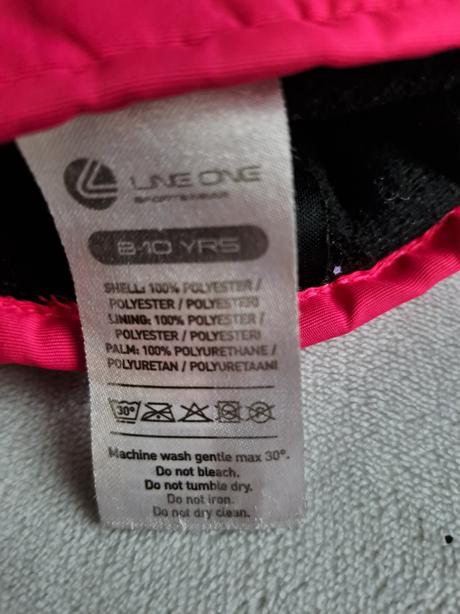 LINE ONE
SPORTSWEAR
8-10 YRS
SHELL: 100% POLYESTER /
POLYESTER / POLYESTERI
LINING: 100% POLYESTER /
POLYESTER / POLYESTERI
PALM: 100% POLYURETHANE /
POLYURETAN / POLYURETAANI
30°
Machine wash gentle max 30°.
Do not bleach.
Do not tumble dry.
Do not iron.
Do not dry clean.